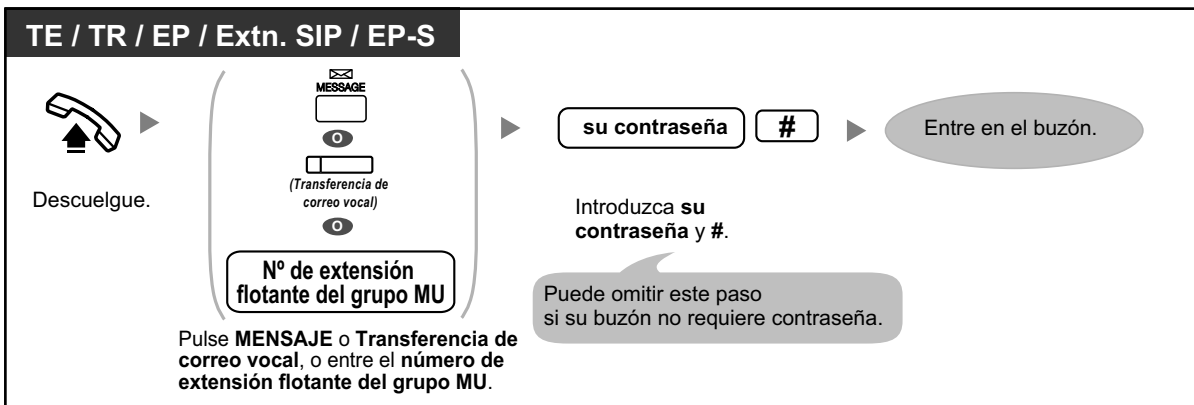 TE / TR / EP / Extn. SIP / EP-S
Descuelgue.
MESSAGE
O
(Transferencia de
correo vocal)
O
Nº de extensión
flotante del grupo MU
Pulse MENSAJE o Transferencia de
correo vocal, o entre el número de
extensión flotante del grupo MU.
su contraseña #
Introduzca su
contraseña y #.
Puede omitir este paso
si su buzón no requiere contraseña.
Entre en el buzón.